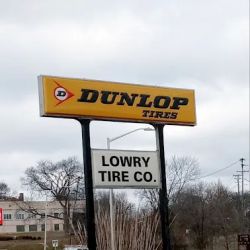 D DUNLOP
TIRES
LOWRY
TIRE CO.